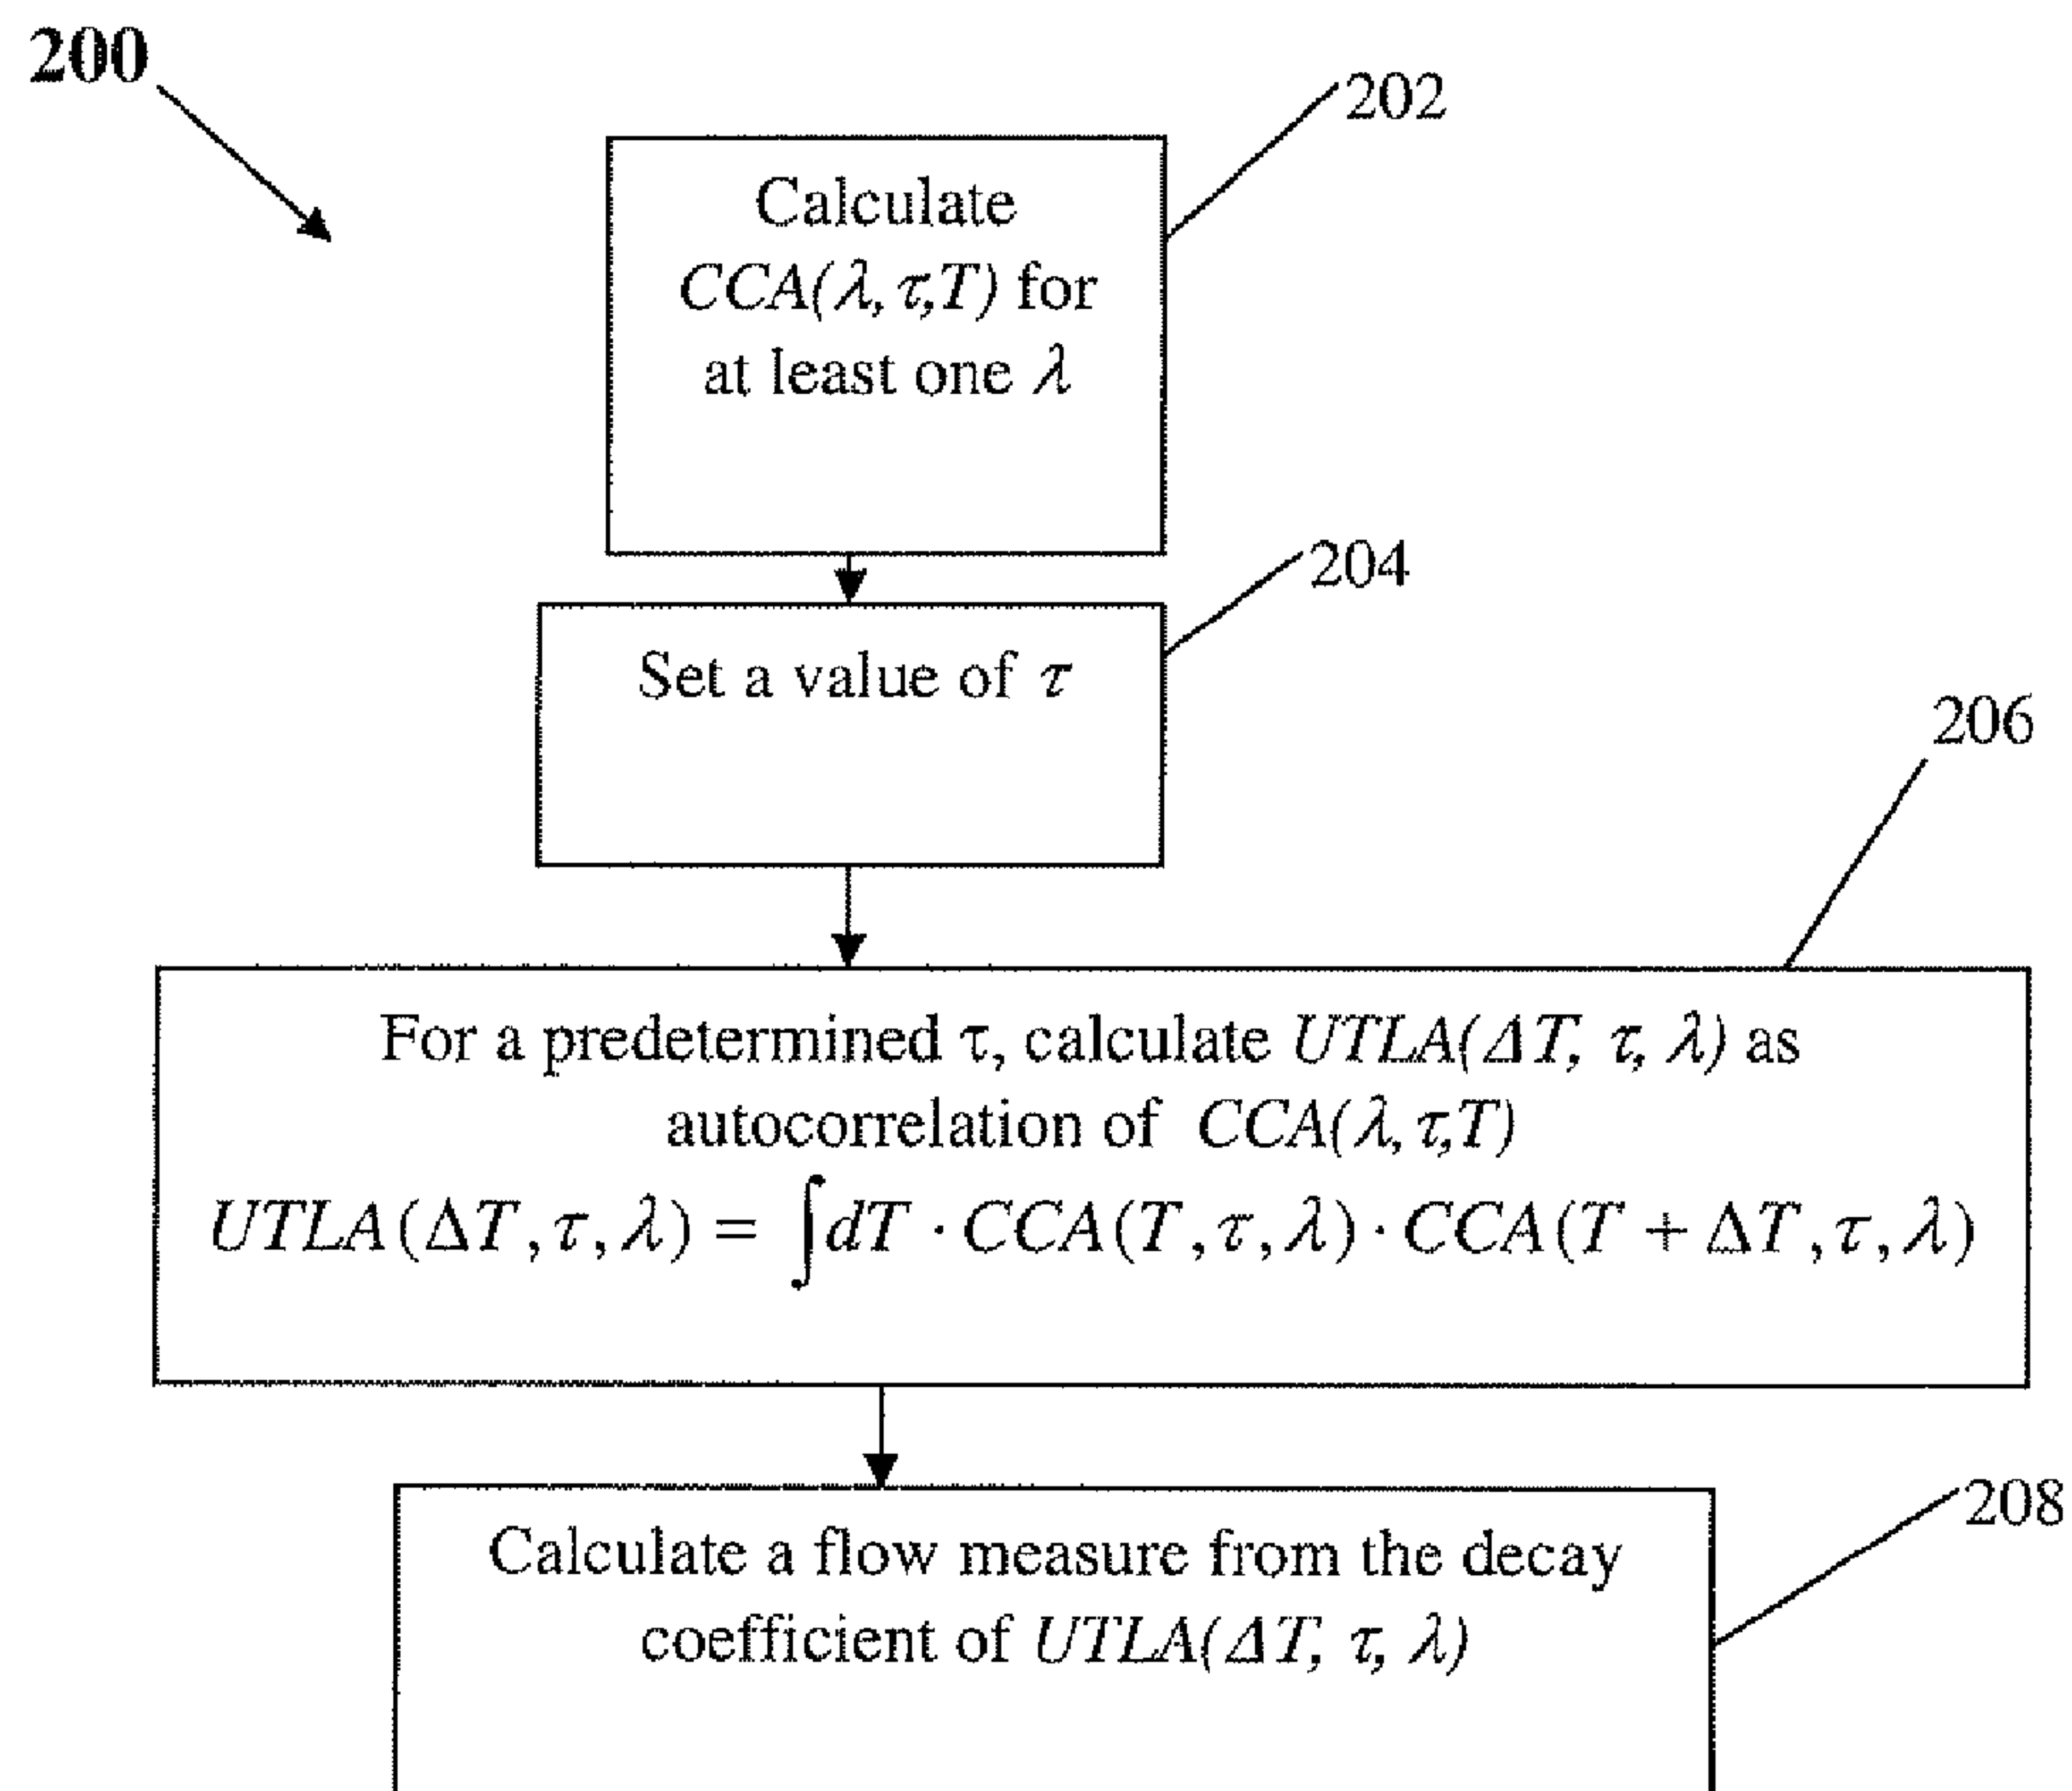 200
202
Calculate
CCA(λ, τ,T) for
at least one λ
204
Set a value of τ
206
For a predetermined τ, calculate UTLA(ΔT, τ, λ) as
autocorrelation of CCA(λ, τ,T)
UTLA(ΔT,τ,λ) = ∫dT · CCA(T,τ,λ) · CCA(T + ΔT,τ,λ)
208
Calculate a flow measure from the decay
coefficient of UTLA(ΔT, τ, λ)